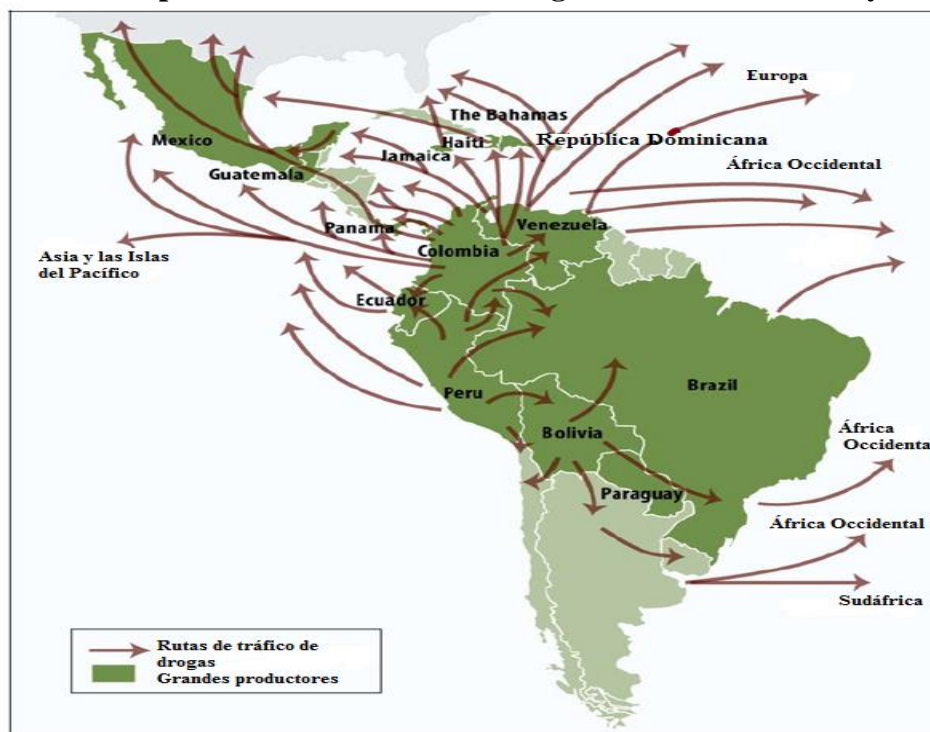 Europa
The Bahamas
República Dominicana
Haiti
Mexico
Jamaica
África Occidental
Guatemala
Panama
Venezuela
Colombia
Asia y las Islas
del Pacífico
Ecuador
Brazil
Peru
África
Occidenta
Bolivia
Paraguay
África Occidental
Sudáfrica
Rutas de tráfico de
drogas
Grandes productores